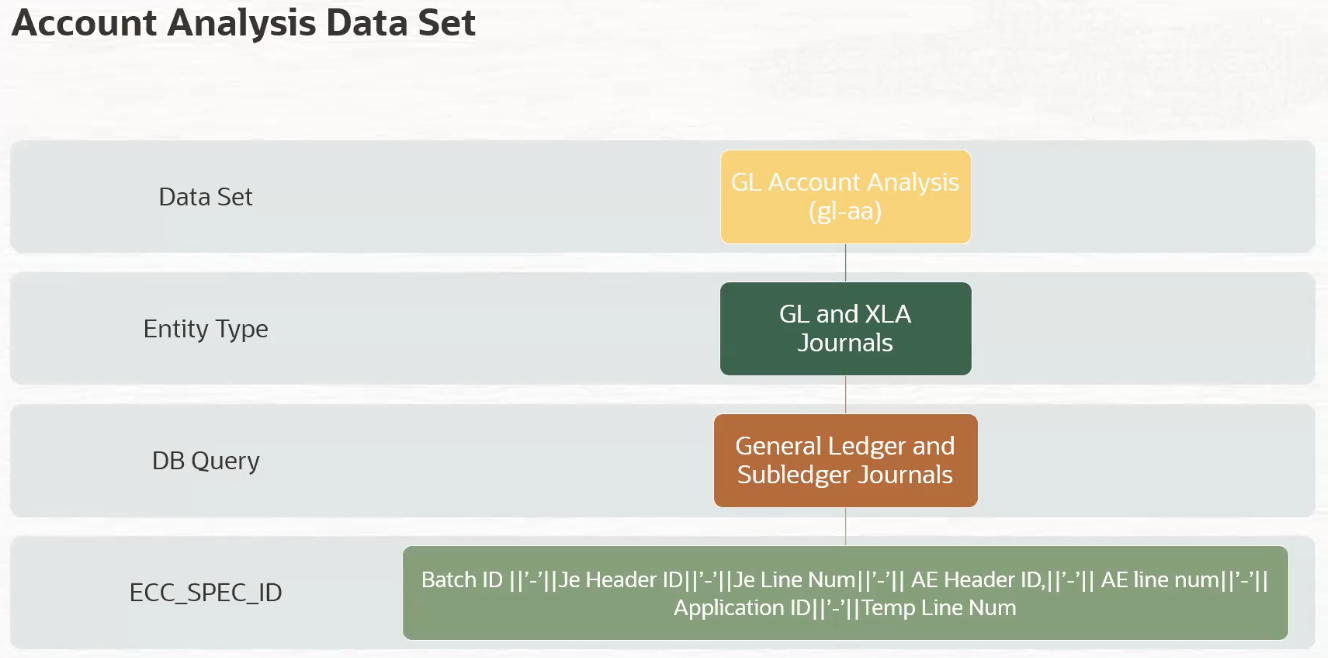 Account Analysis Data Set
Data Set
GL Account Analysis
(gl-aa)
Entity Type
GL and XLA
Journals
DB Query
General Ledger and
Subledger Journals
ECC_SPEC_ID
Batch ID ||’-’||Je Header ID||’-’||Je Line Num||’-’|| AE Header ID,||’-’|| AE line num||’-’||
Application ID||’-’||Temp Line Num